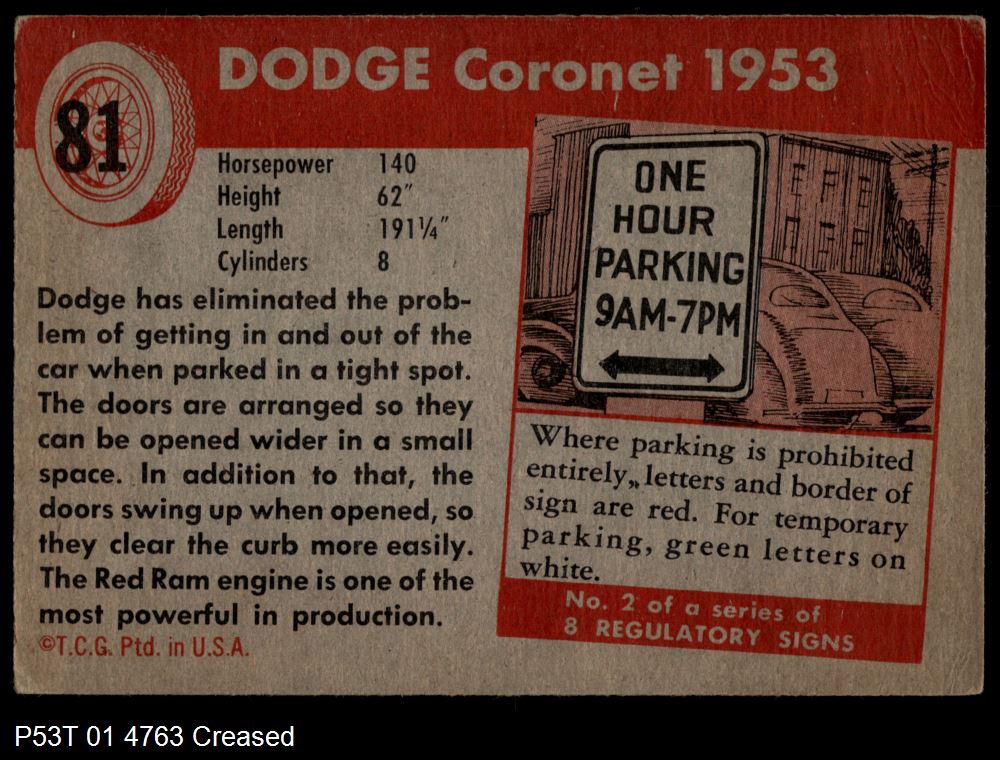 81
DODGE Coronet 1953
Horsepower 140
Height 62"
Length 191¼"
Cylinders 8
Dodge has eliminated the prob-
lem of getting in and out of the
car when parked in a tight spot.
The doors are arranged so they
can be opened wider in a small
space. In addition to that, the
doors swing up when opened, so
they clear the curb more easily.
The Red Ram engine is one of the
most powerful in production.
©T.C.G. Ptd. in U.S.A.
ONE
HOUR
PARKING
9AM-7PM
Where parking is prohibited
entirely,, letters and border of
sign are red. For temporary
parking, green letters on
white.
No. 2 of a series of
8 REGULATORY SIGNS
P53T 01 4763 Creased